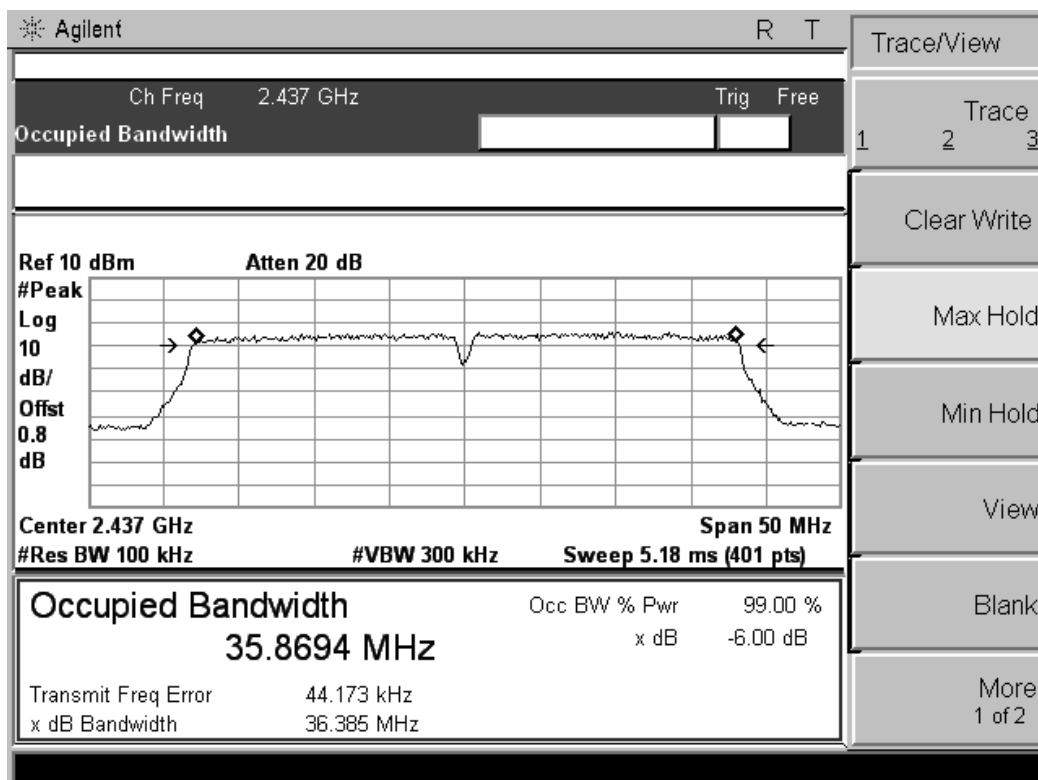 Agilent R T
Ch Freq 2.437 GHz Trig Free
Occupied Bandwidth
Ref 10 dBm Atten 20 dB
#Peak
Log
10
dB/
Offst
0.8
dB
Center 2.437 GHz Span 50 MHz
#Res BW 100 kHz #VBW 300 kHz Sweep 5.18 ms (401 pts)
Occupied Bandwidth Occ BW % Pwr 99.00 %
35.8694 MHz x dB -6.00 dB
Transmit Freq Error 44.173 kHz
x dB Bandwidth 36.385 MHz
Trace/View
Trace
1 2 3
Clear Write
Max Hold
Min Hold
View
Blank
More
1 of 2